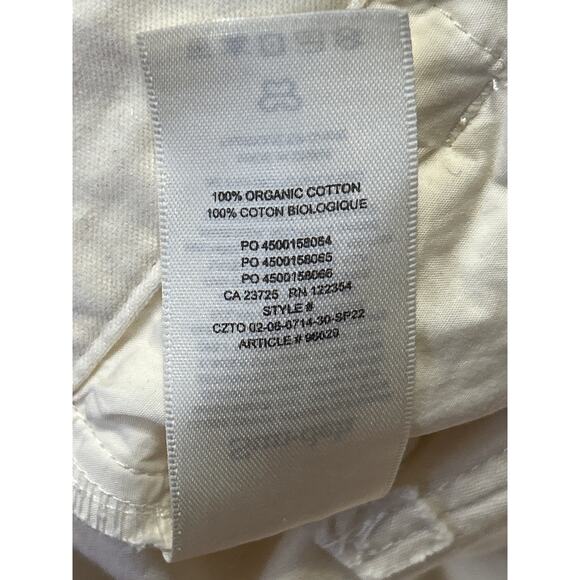 100% ORGANIC COTTON
100% COTON BIOLOGIQUE
PO 4500158064
PO 4500158065
PO 4500158066
CA 23725 RN 122354
STYLE #
CZTO 02-06-0714-30-SP22
ARTICLE # 96029